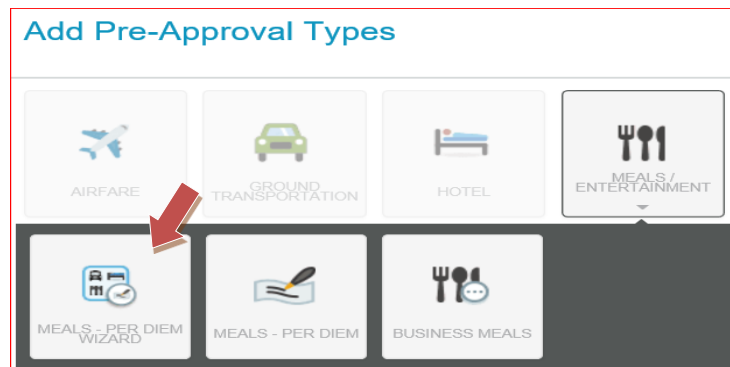 Add Pre-Approval Types
AIRFARE
GROUND
TRANSPORTATION
HOTEL
MEALS /
ENTERTAINMENT
MEALS - PER DIEM
WIZARD
MEALS - PER DIEM
BUSINESS MEALS